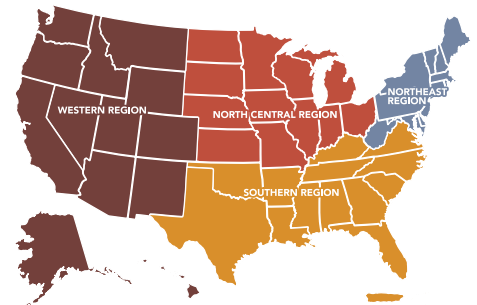 NORTHEAST
REGION
WESTERN REGION
NORTH CENTRAL REGION
SOUTHERN REGION